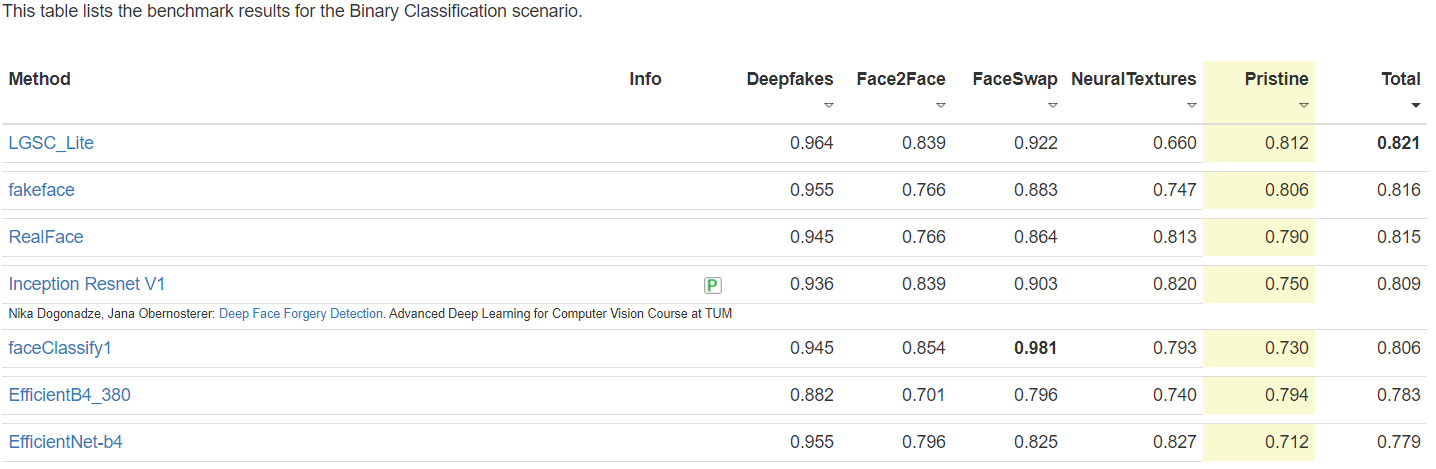 This table lists the benchmark results for the Binary Classification scenario.
Method Info Deepfakes Face2Face FaceSwap NeuralTextures Pristine Total
LGSC_Lite 0.964 0.839 0.922 0.660 0.812 0.821
fakeface 0.955 0.766 0.883 0.747 0.806 0.816
RealFace 0.945 0.766 0.864 0.813 0.790 0.815
Inception Resnet V1 P 0.936 0.839 0.903 0.820 0.750 0.809
Nika Dogonadze, Jana Obernosterer: Deep Face Forgery Detection. Advanced Deep Learning for Computer Vision Course at TUM
faceClassify1 0.945 0.854 0.981 0.793 0.730 0.806
EfficientB4_380 0.882 0.701 0.796 0.740 0.794 0.783
EfficientNet-b4 0.955 0.796 0.825 0.827 0.712 0.779